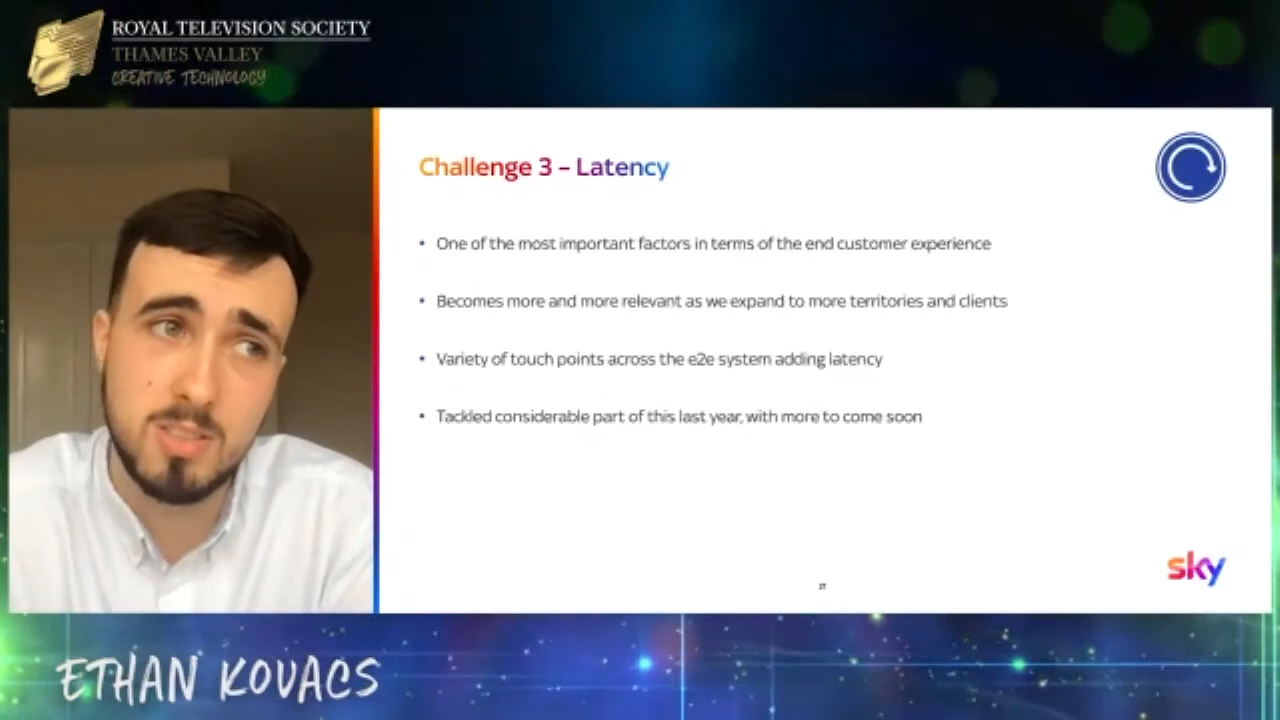 ROYAL TELEVISION SOCIETY
THAMES VALLEY
CREATIVE TECHNOLOGY
Challenge 3 – Latency
• One of the most important factors in terms of the end customer experience
• Becomes more and more relevant as we expand to more territories and clients
• Variety of touch points across the e2e system adding latency
• Tackled considerable part of this last year, with more to come soon
sky
ETHAN KOVACS